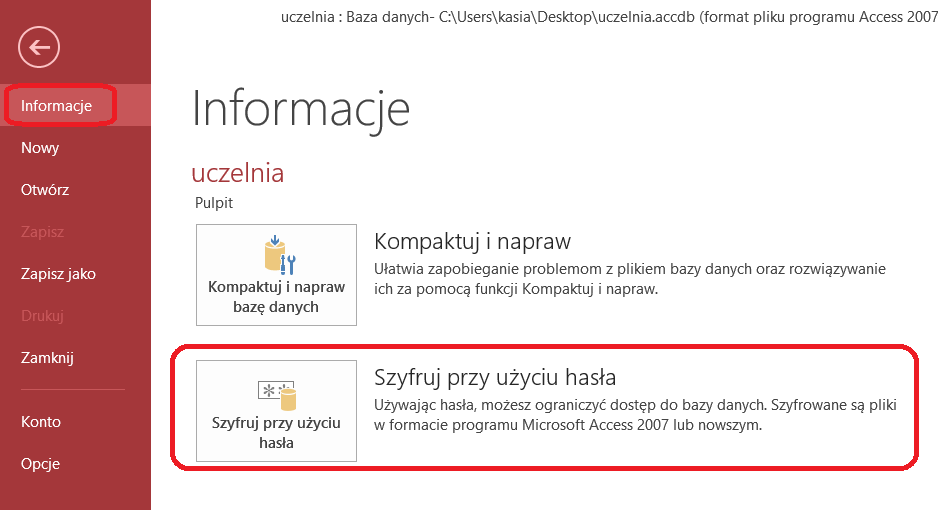 uczelnia : Baza danych- C:\Users\kasia\Desktop\uczelnia.accdb (format pliku programu Access 2007
Informacje
Nowy
Otwórz
Zapisz
Zapisz jako
Drukuj
Zamknij
Konto
Opcje
Informacje
uczelnia
Pulpit
Kompaktuj i napraw
bazę danych
Kompaktuj i napraw
Ułatwia zapobieganie problemom z plikiem bazy danych oraz rozwiązywanie
ich za pomocą funkcji Kompaktuj i napraw.
Szyfruj przy użyciu
hasła
Szyfruj przy użyciu hasła
Używając hasła, możesz ograniczyć dostęp do bazy danych. Szyfrowane są pliki
w formacie programu Microsoft Access 2007 lub nowszym.